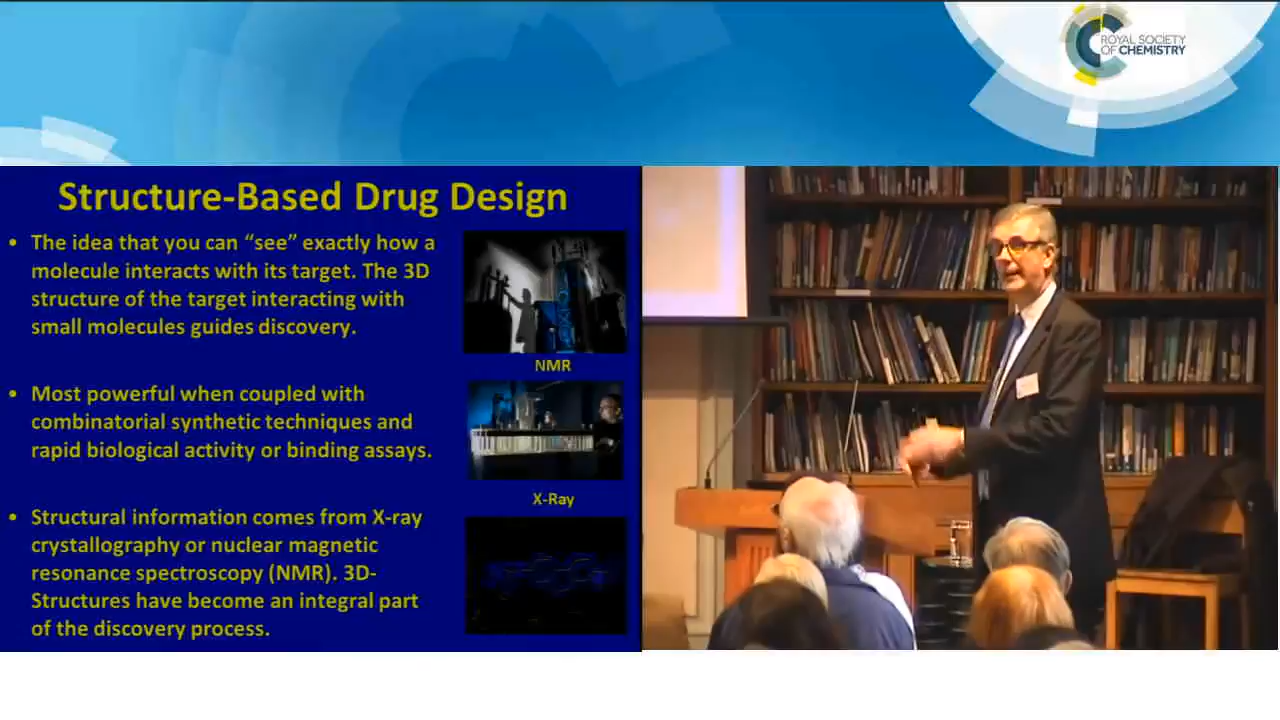 ROYAL SOCIETY
OF CHEMISTRY
Structure-Based Drug Design
• The idea that you can “see” exactly how a
molecule interacts with its target. The 3D
structure of the target interacting with
small molecules guides discovery.
NMR
• Most powerful when coupled with
combinatorial synthetic techniques and
rapid biological activity or binding assays.
X-Ray
• Structural information comes from X-ray
crystallography or nuclear magnetic
resonance spectroscopy (NMR). 3D-
Structures have become an integral part
of the discovery process.